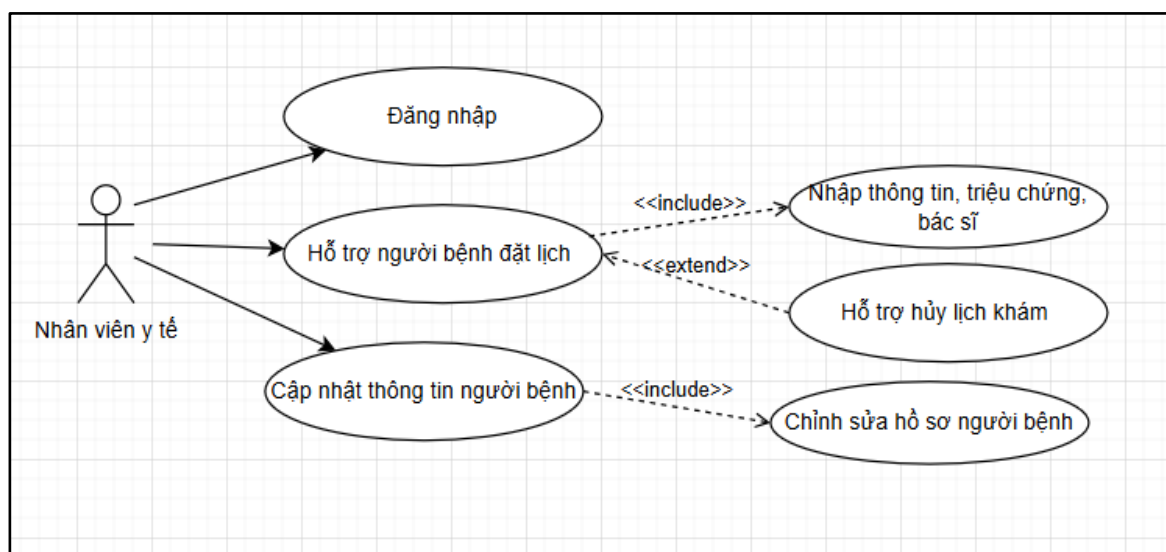 Đăng nhập
Nhập thông tin, triệu chứng,
bác sĩ
<<include>>
Hỗ trợ người bệnh đặt lịch
<<extend>>
Hỗ trợ hủy lịch khám
Nhân viên y tế
Cập nhật thông tin người bệnh
<<include>>
Chỉnh sửa hồ sơ người bệnh